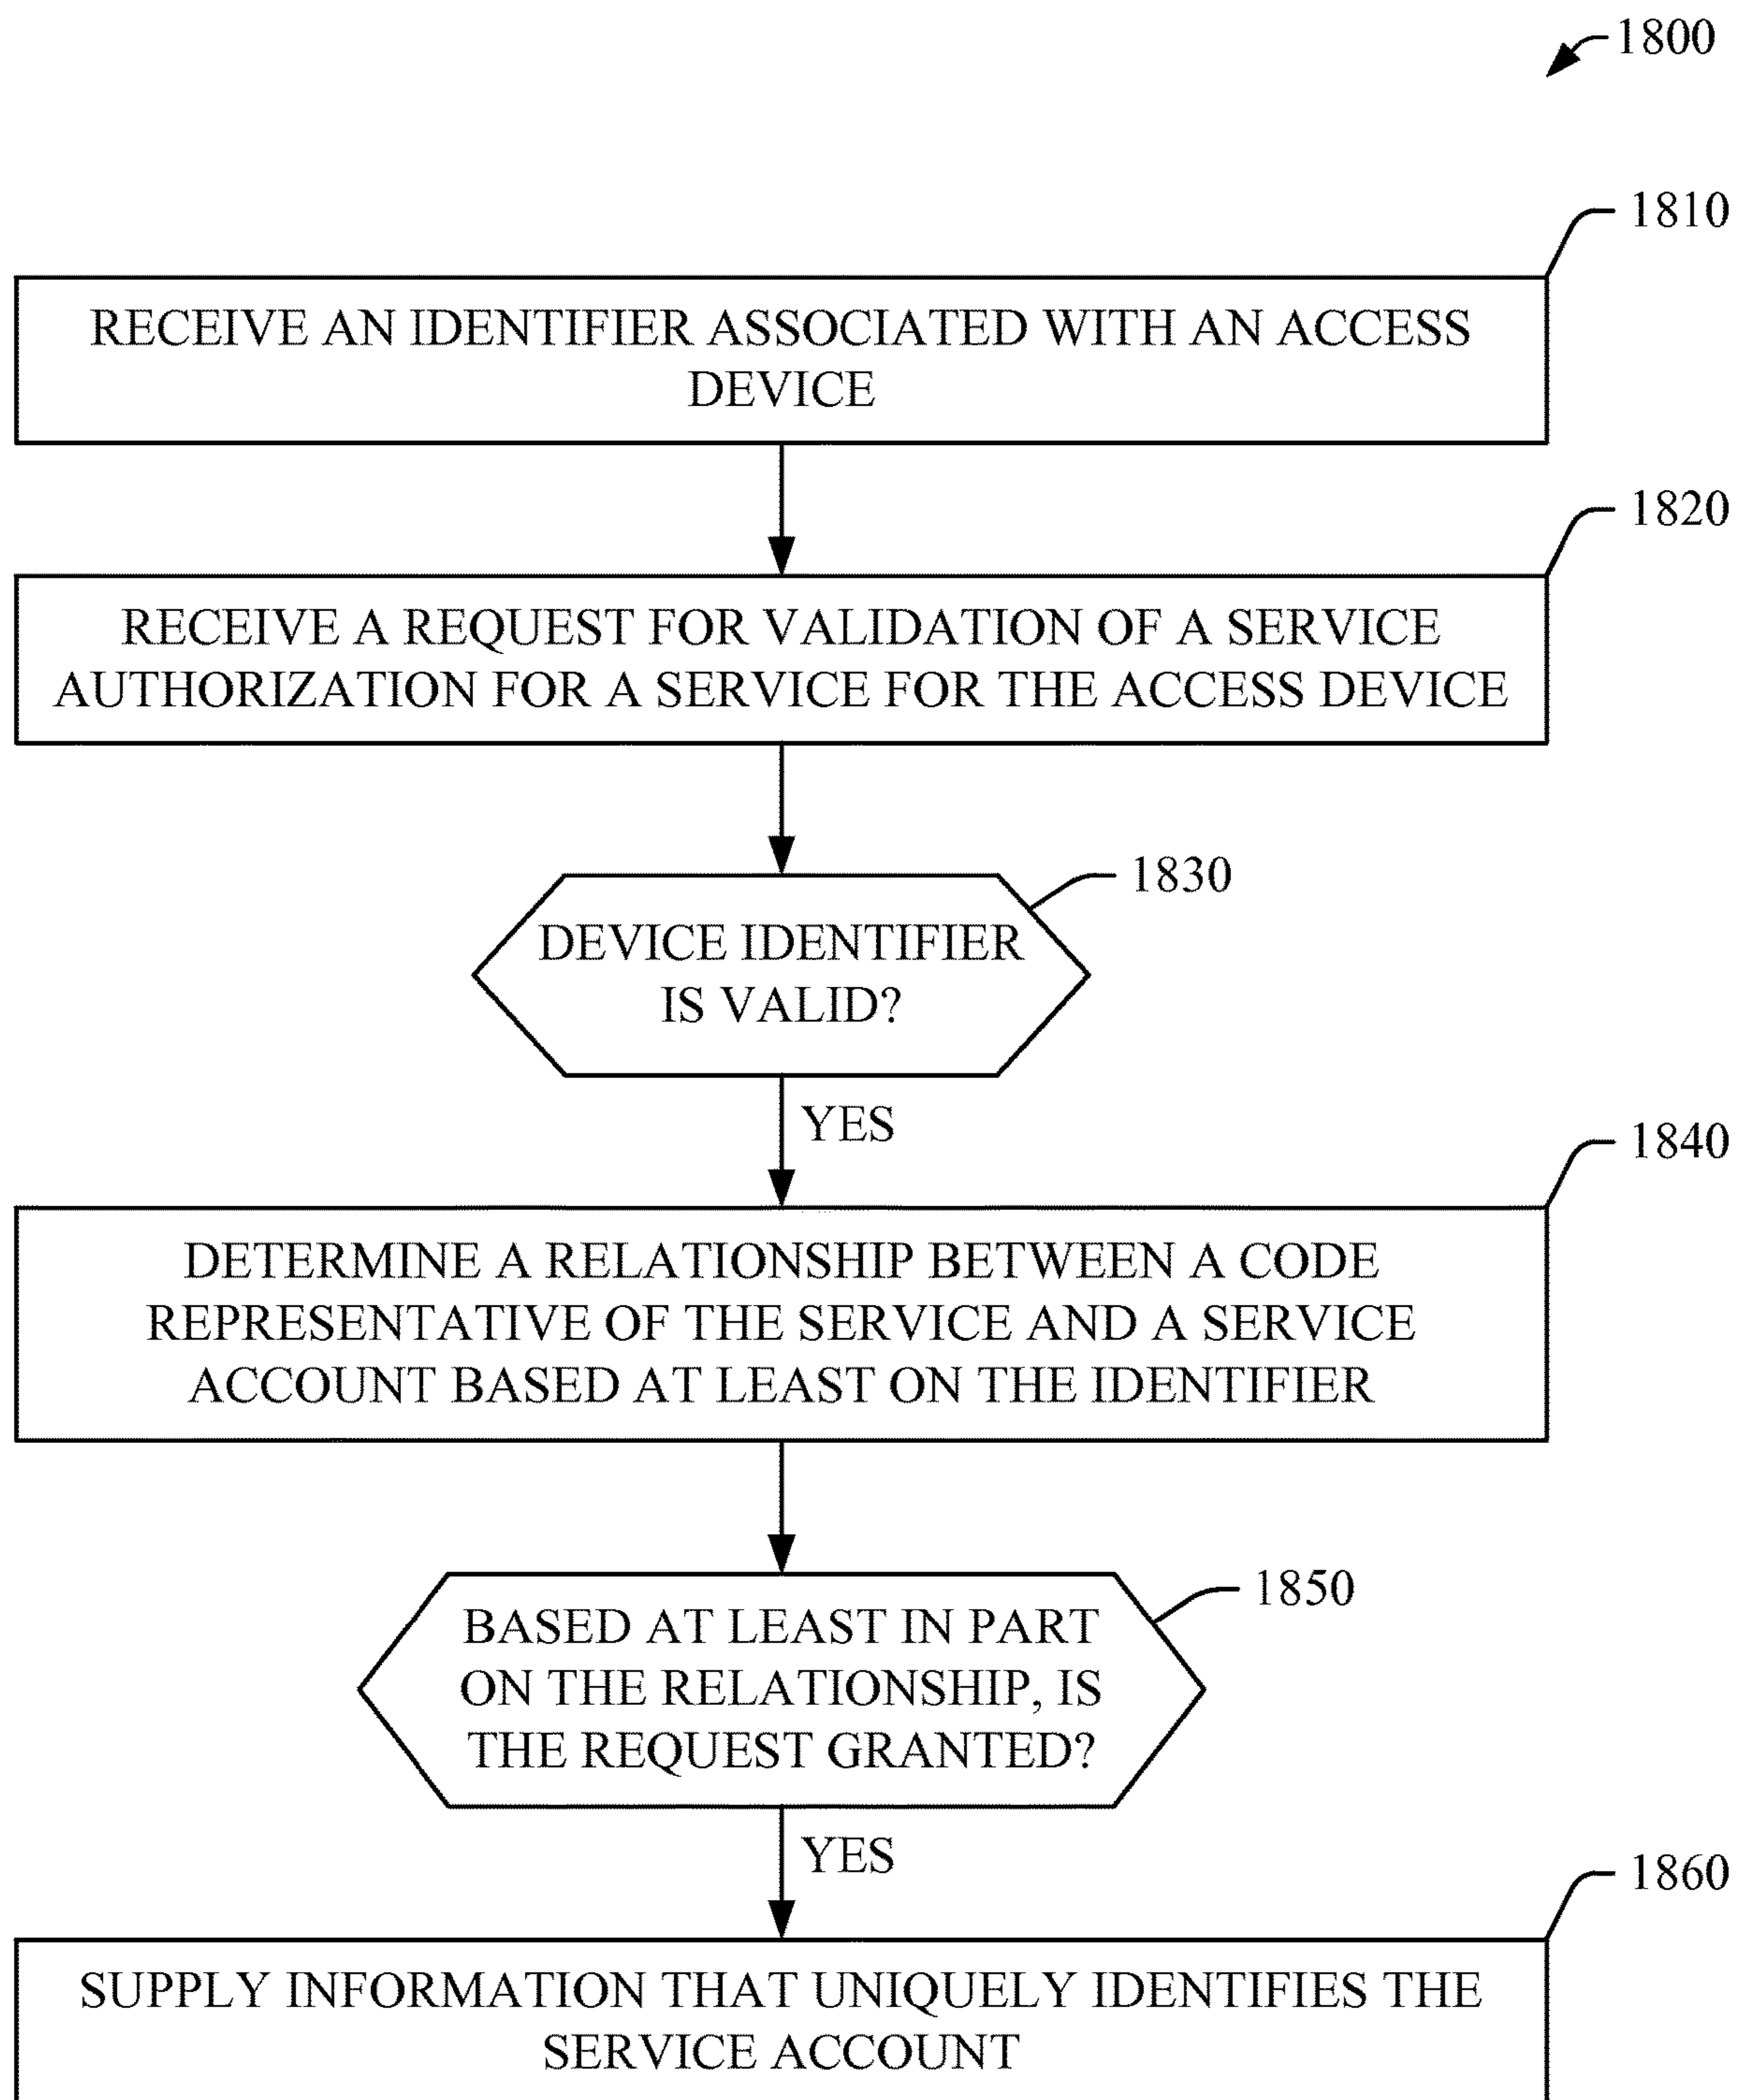 1800
1810
RECEIVE AN IDENTIFIER ASSOCIATED WITH AN ACCESS
DEVICE
1820
RECEIVE A REQUEST FOR VALIDATION OF A SERVICE
AUTHORIZATION FOR A SERVICE FOR THE ACCESS DEVICE
1830
DEVICE IDENTIFIER
IS VALID?
YES
1840
DETERMINE A RELATIONSHIP BETWEEN A CODE
REPRESENTATIVE OF THE SERVICE AND A SERVICE
ACCOUNT BASED AT LEAST ON THE IDENTIFIER
1850
BASED AT LEAST IN PART
ON THE RELATIONSHIP, IS
THE REQUEST GRANTED?
YES
1860
SUPPLY INFORMATION THAT UNIQUELY IDENTIFIES THE
SERVICE ACCOUNT